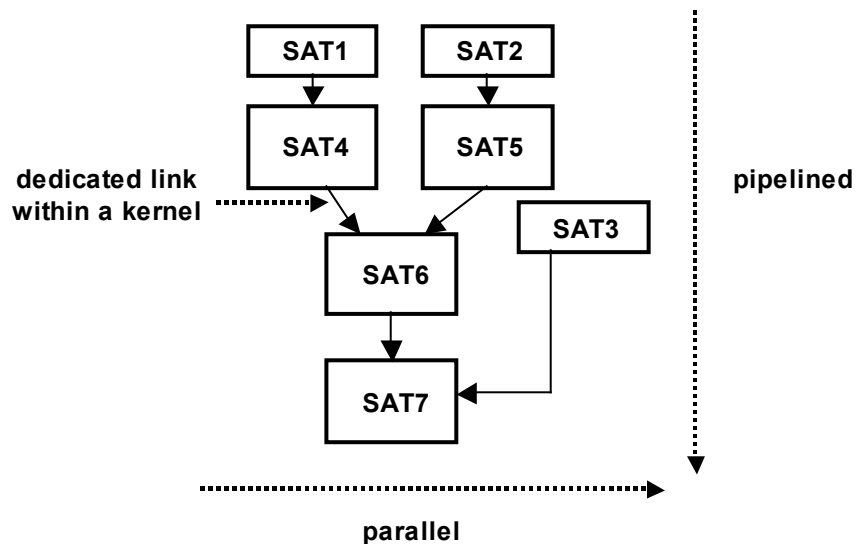 SAT1
SAT2
SAT4
SAT5
dedicated link
within a kernel
pipelined
SAT3
SAT6
SAT7
parallel